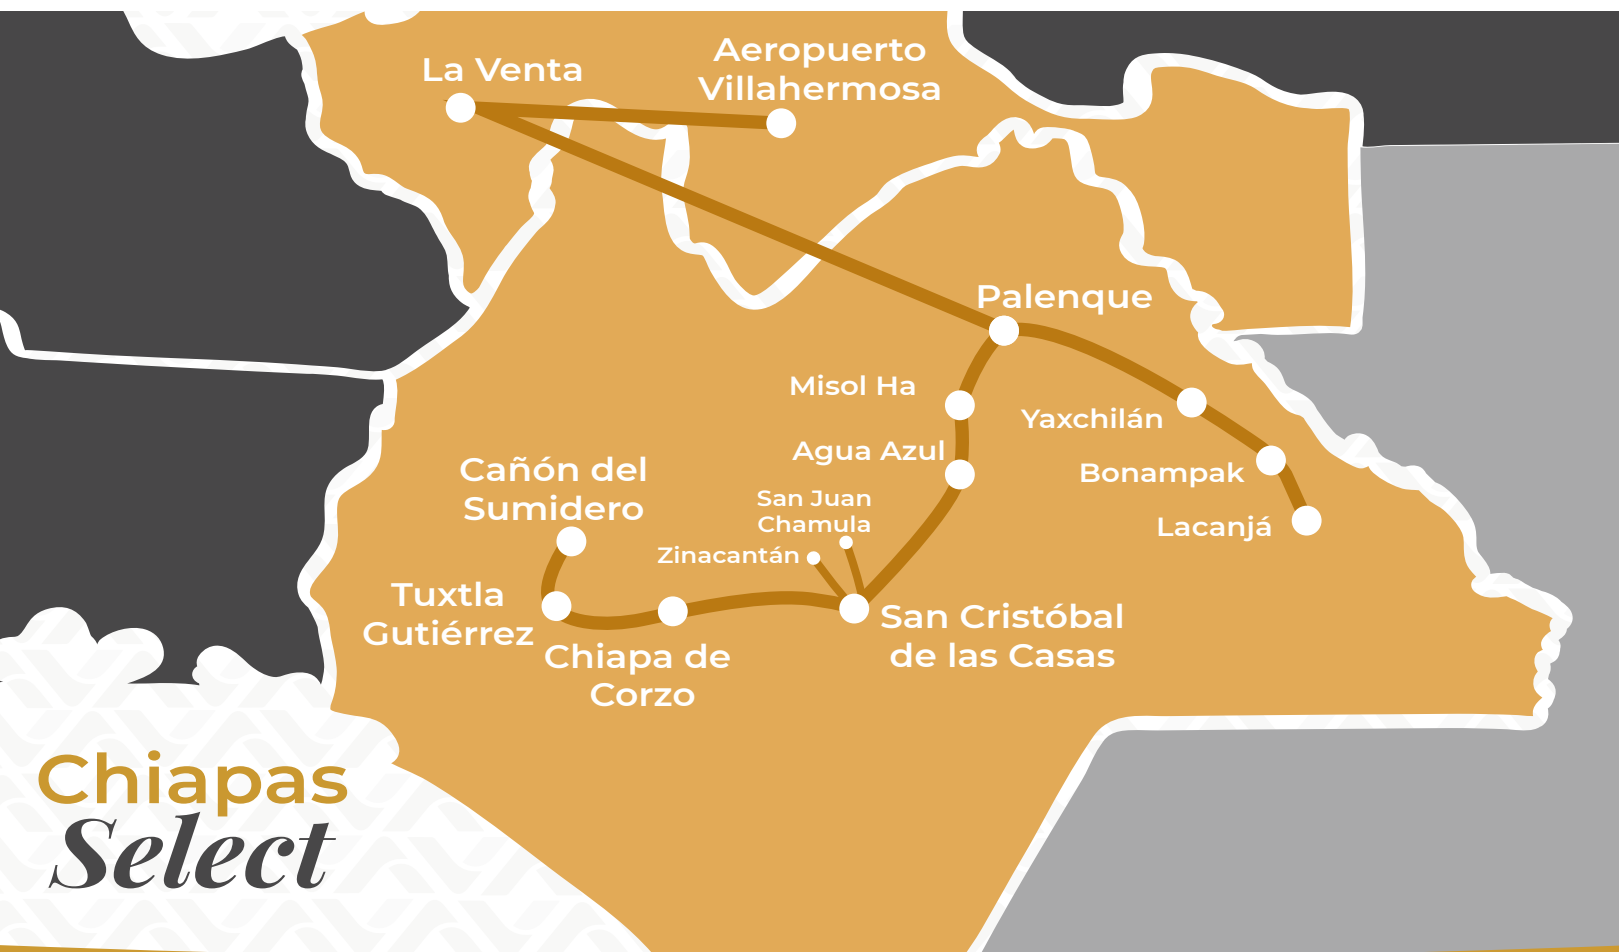 La Venta
Aeropuerto
Villahermosa
Palenque
Misol Ha
Yaxchilán
Agua Azul
Bonampak
Cañón del
Sumidero
San Juan
Chamula
Lacanjá
Zinacantán
Tuxtla
Gutiérrez
San Cristóbal
de las Casas
Chiapa de
Corzo
Chiapas
Select